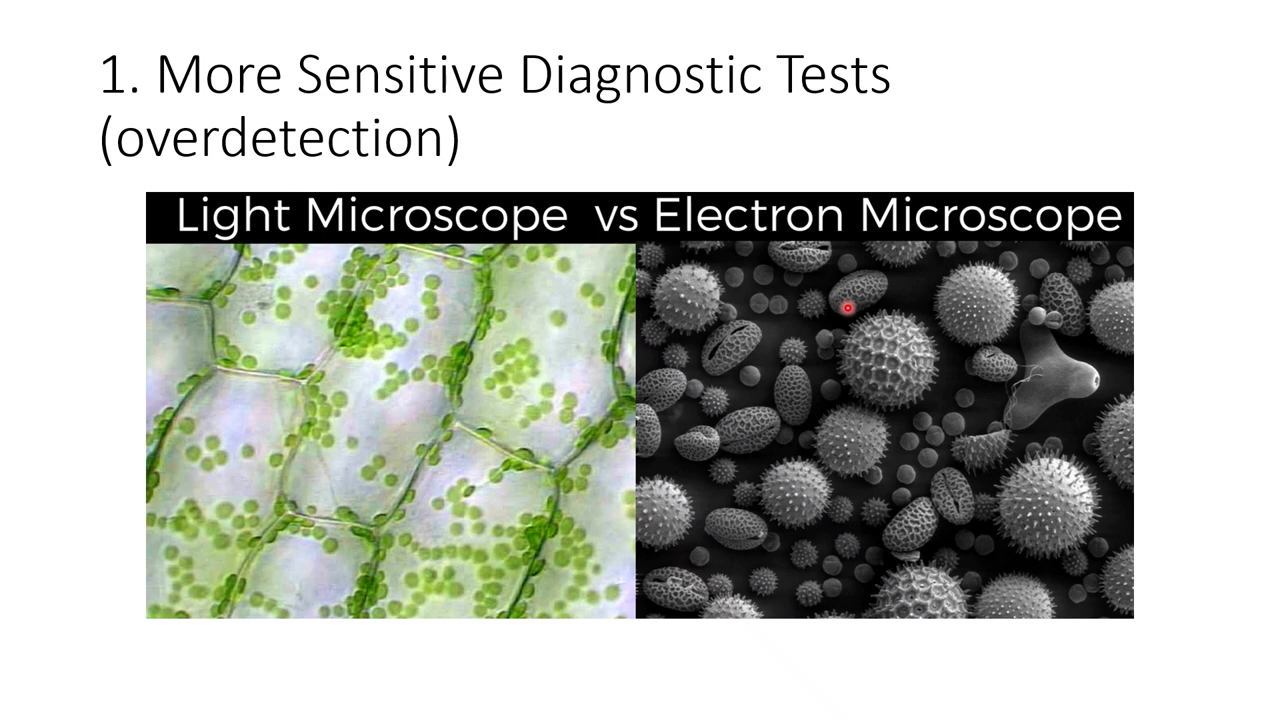 1. More Sensitive Diagnostic Tests
(overdetection)
Light Microscope vs Electron Microscope